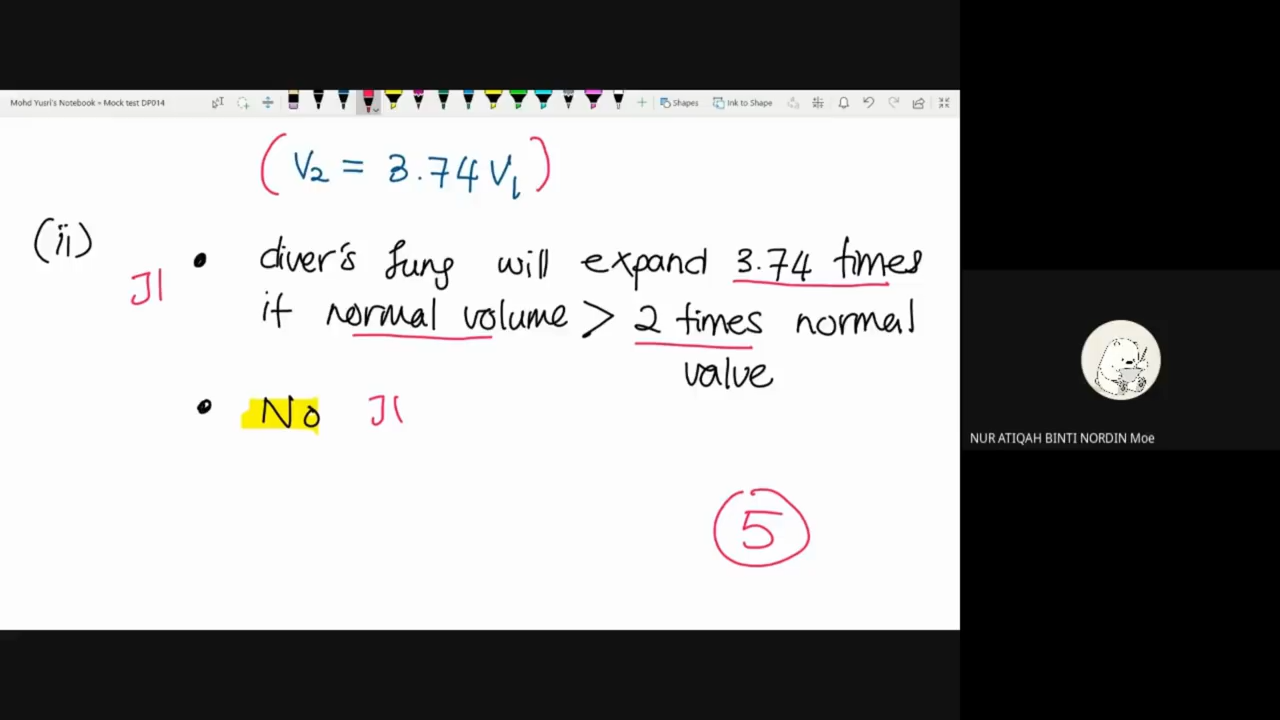 Mohd Yusri's Notebook » Mock test DP014
Shapes
Ink to Shape
(V₂ = 3.74 V₁)
(ii)
J1
• diver's lung will expand 3.74 times
if normal volume > 2 times normal
value
• No J1
5
NUR ATIQAH BINTI NORDIN Moe